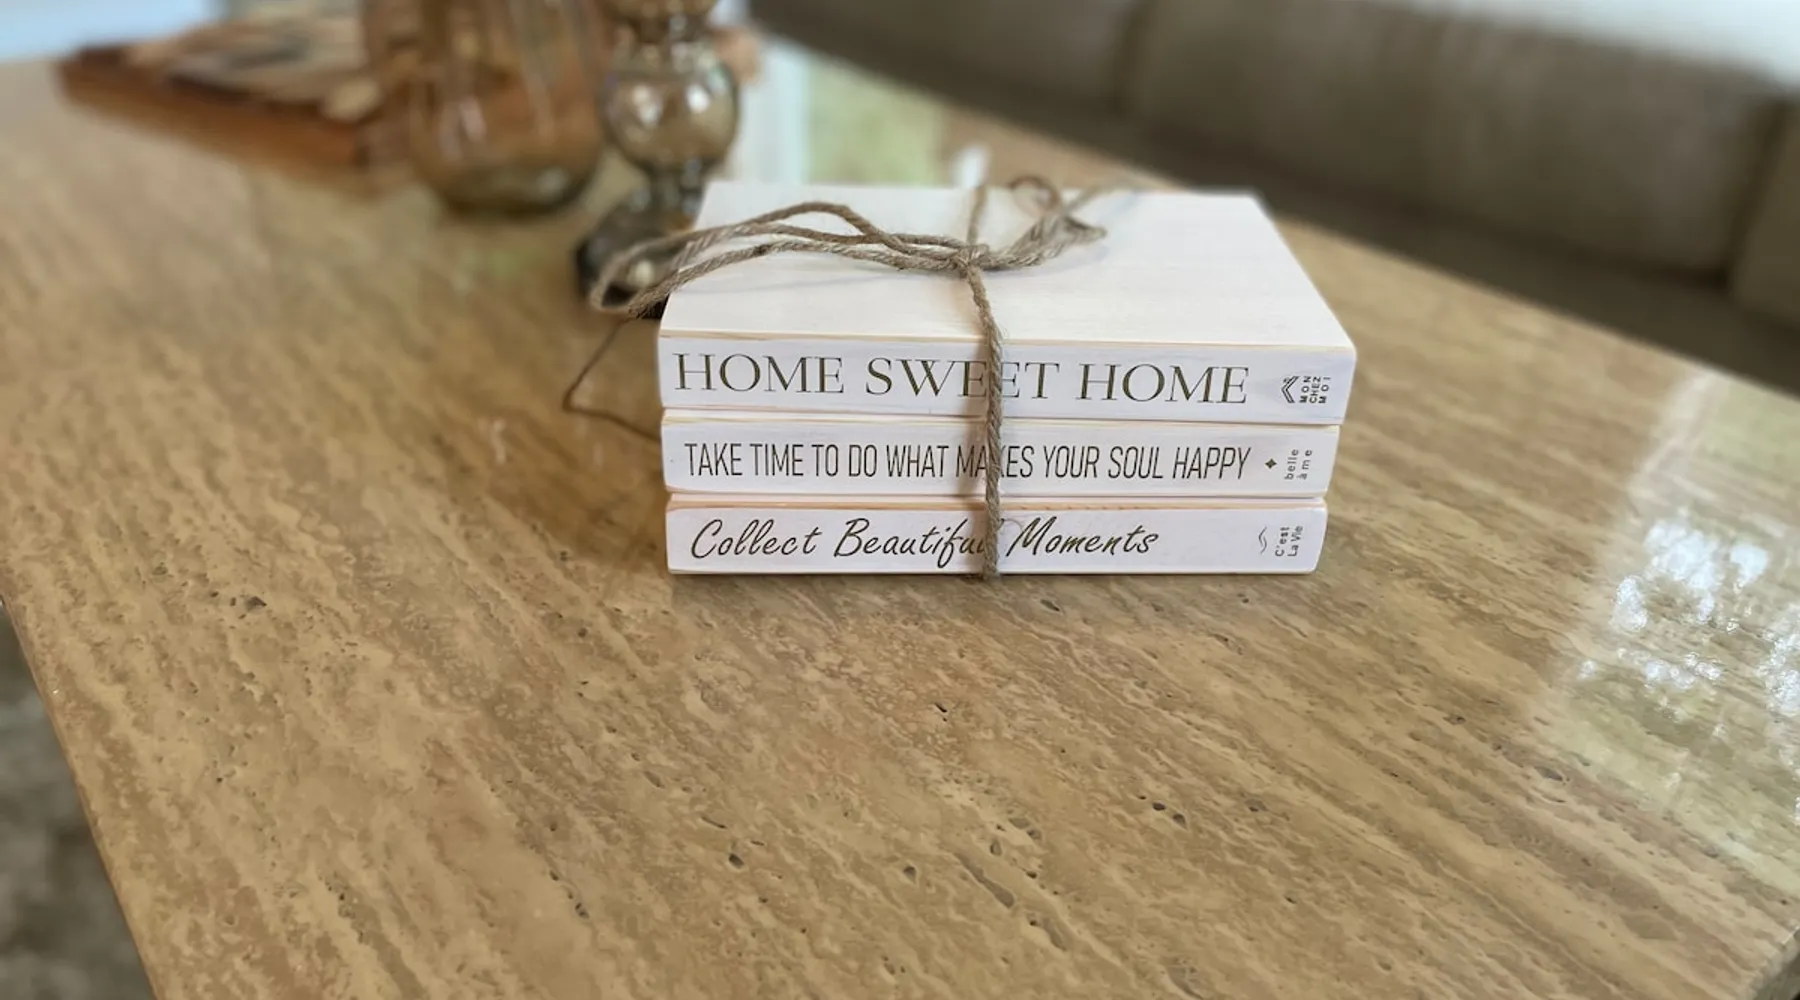 HOME SWEET HOME
MON
CHEZ
MOI
TAKE TIME TO DO WHAT MAKES YOUR SOUL HAPPY
belle
âme
Collect Beautiful Moments
C'est
La Vie